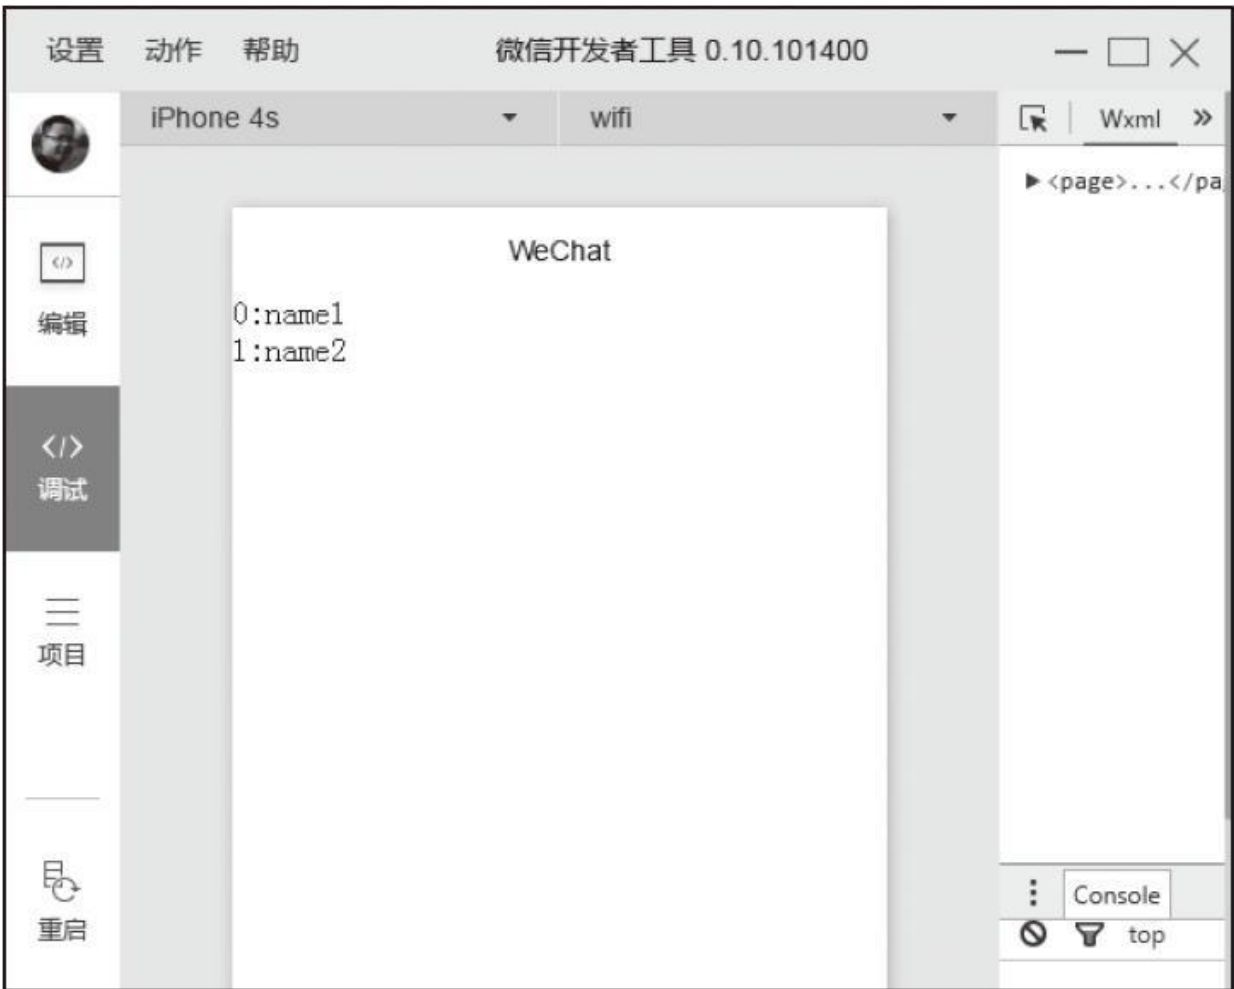 设置 动作 帮助 微信开发者工具 0.10.101400
iPhone 4s wifi Wxml »
<page>...</pa
WeChat
0:name1
1:name2
</>
编辑
</>
调试
项目
重启
Console
top